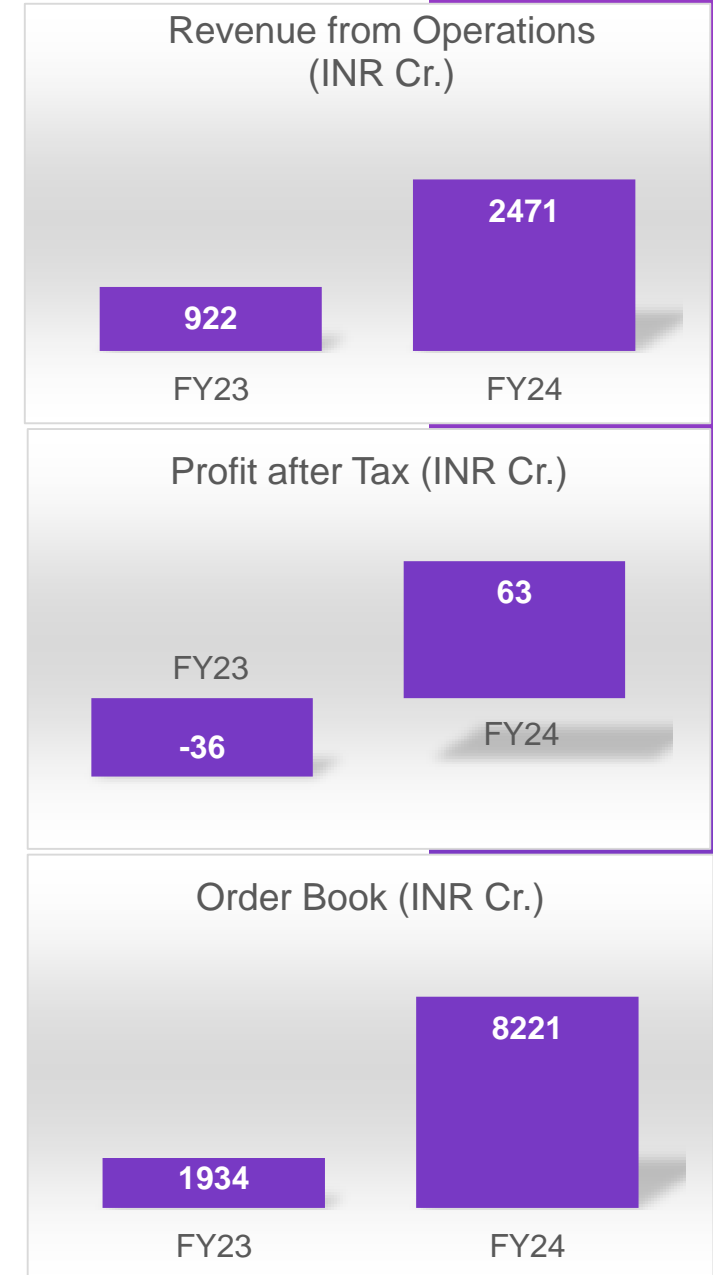 Revenue from Operations
(INR Cr.)
2471
922
FY23 FY24
Profit after Tax (INR Cr.)
63
FY23
-36
FY24
Order Book (INR Cr.)
8221
1934
FY23 FY24